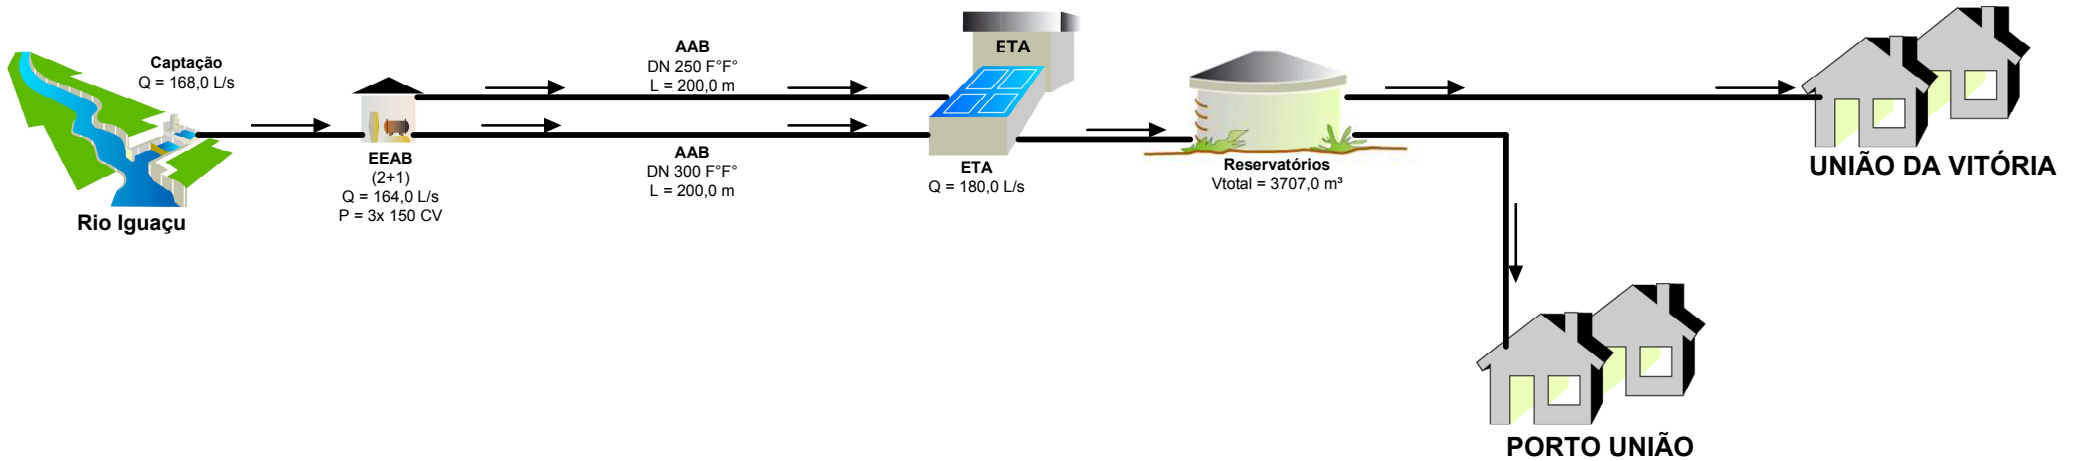 Captação
Q = 168,0 L/s
Rio Iguaçu
EEAB
(2+1)
Q = 164,0 L/s
P = 3x 150 CV
AAB
DN 250 F°F°
L = 200,0 m
AAB
DN 300 F°F°
L = 200,0 m
ETA
ETA
Q = 180,0 L/s
Reservatórios
Vtotal = 3707,0 m³
UNIÃO DA VITÓRIA
PORTO UNIÃO